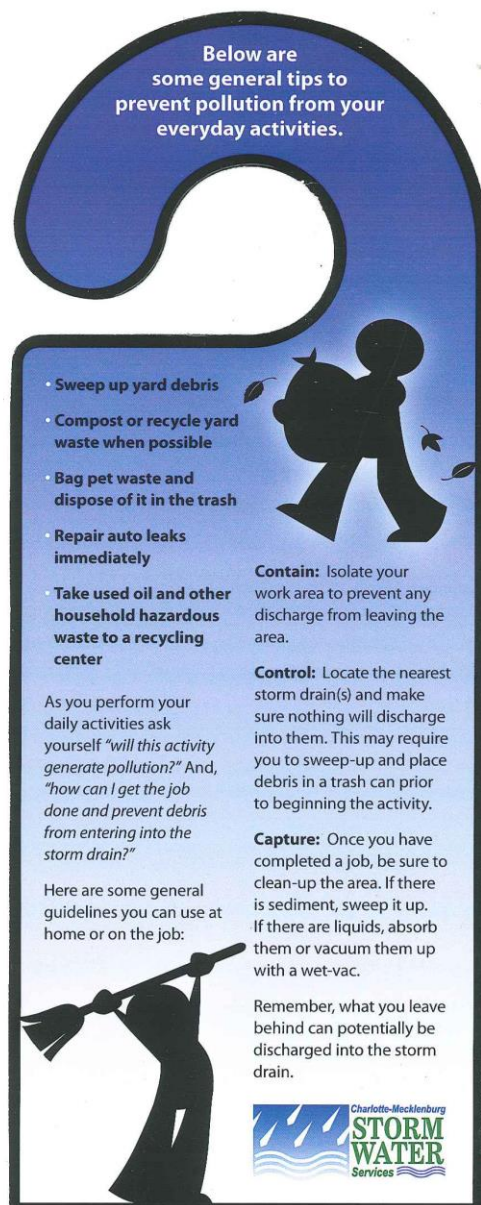 Below are
some general tips to
prevent pollution from your
everyday activities.
• Sweep up yard debris
• Compost or recycle yard
waste when possible
• Bag pet waste and
dispose of it in the trash
• Repair auto leaks
immediately
• Take used oil and other
household hazardous
waste to a recycling
center
As you perform your
daily activities ask
yourself “will this activity
generate pollution?” And,
“how can I get the job
done and prevent debris
from entering into the
storm drain?”
Here are some general
guidelines you can use at
home or on the job:
Contain: Isolate your
work area to prevent any
discharge from leaving the
area.
Control: Locate the nearest
storm drain(s) and make
sure nothing will discharge
into them. This may require
you to sweep-up and place
debris in a trash can prior
to beginning the activity.
Capture: Once you have
completed a job, be sure to
clean-up the area. If there
is sediment, sweep it up.
If there are liquids, absorb
them or vacuum them up
with a wet-vac.
Remember, what you leave
behind can potentially be
discharged into the storm
drain.
Charlotte-Mecklenburg
STORM
WATER
Services